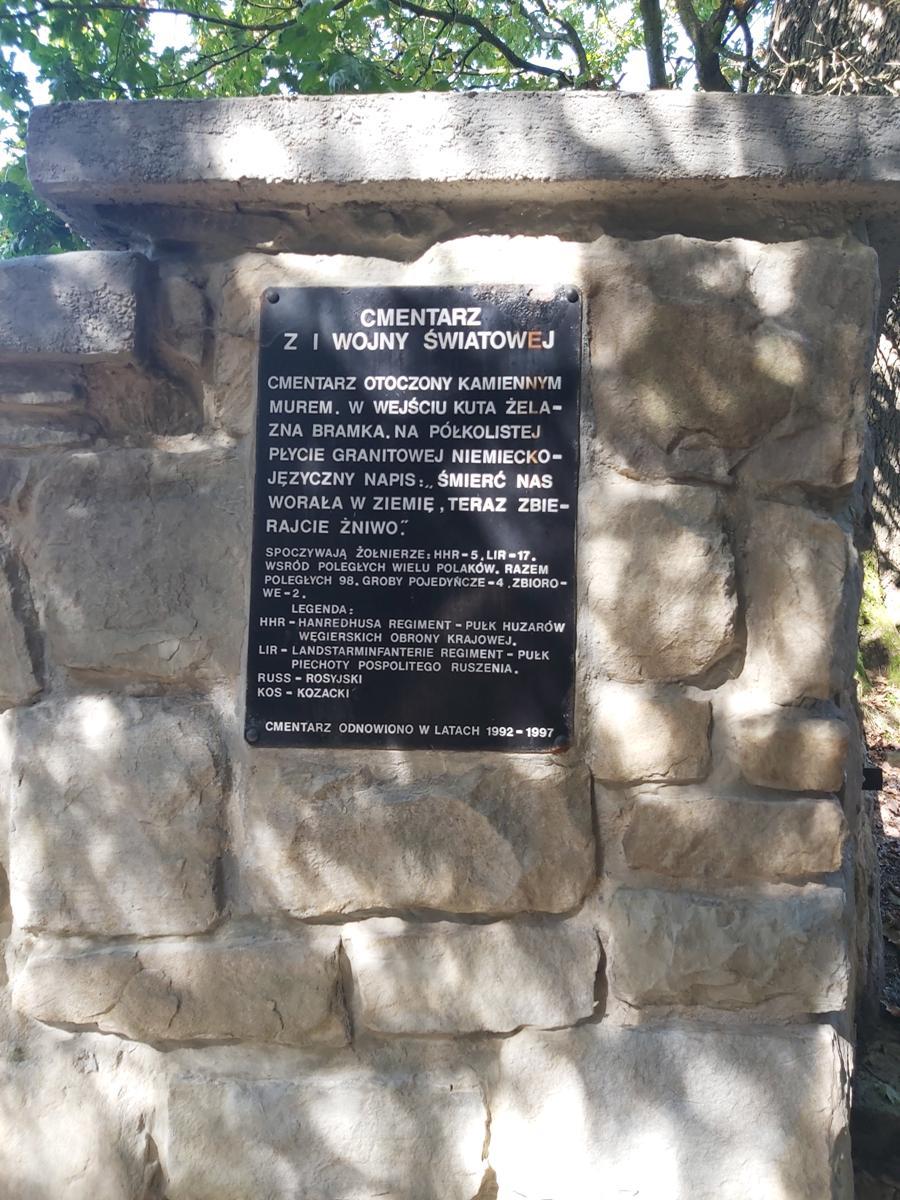 CMENTARZ
Z I WOJNY ŚWIATOWEJ
CMENTARZ OTOCZONY KAMIENNYM
MUREM. W WEJŚCIU KUTA ŻELA-
ZNA BRAMKA. NA PÓŁKOLISTEJ
PŁYCIE GRANITOWEJ NIEMIECKO-
JĘZYCZNY NAPIS: „ŚMIERĆ NAS
WORAŁA W ZIEMIĘ, TERAZ ZBIE-
RAJCIE ŻNIWO".
SPOCZYWAJĄ ŻOŁNIERZE: HHR-5, LIR-17.
WSRÓD POLEGŁYCH WIELU POLAKÓW. RAZEM
POLEGŁYCH 98. GROBY POJEDYŃCZE-4, ZBIORO-
WE-2.
LEGENDA:
HHR-HANREDHUSA REGIMENT-PUŁK HUZARÓW
WĘGIERSKICH OBRONY KRAJOWEJ.
LIR-LANDSTARMINFANTERIE REGIMENT-PUŁK
PIECHOTY POSPOLITEGO RUSZENIA.
RUSS-ROSYJSKI
KOS-KOZACKI
CMENTARZ ODNOWIONO W LATACH 1992-1997